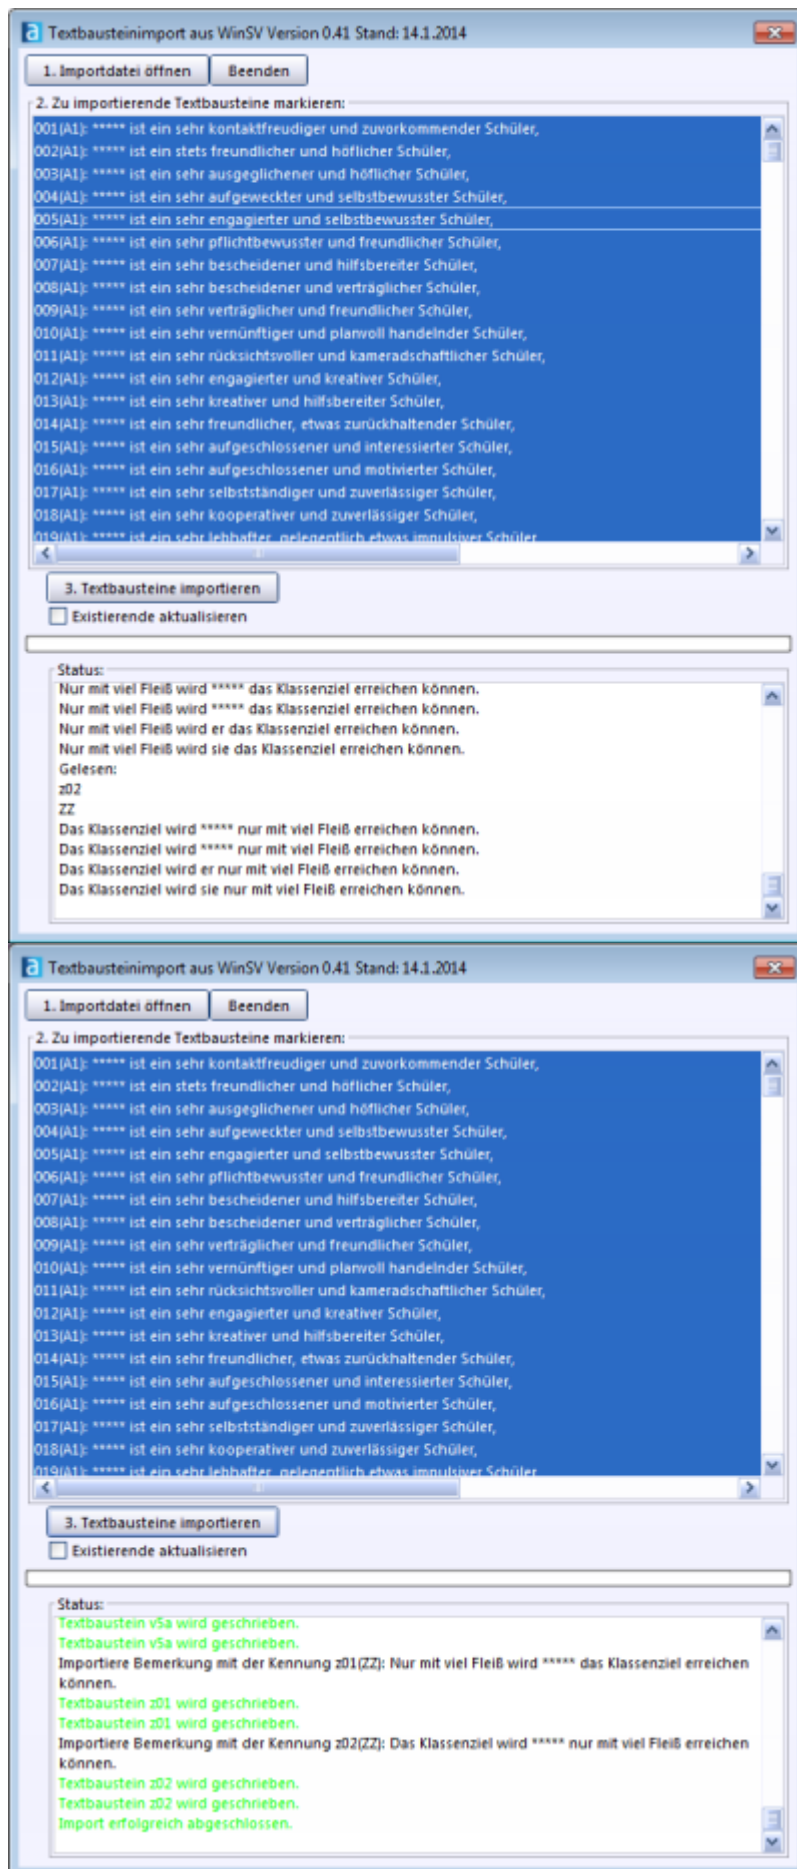 Textbausteinimport aus WinSV Version 0.41 Stand: 14.1.2014
1. Importdatei öffnen
Beenden
2. Zu importierende Textbausteine markieren:
001(A1): ***** ist ein sehr kontaktfreudiger und zuvorkommender Schüler,
002(A1): ***** ist ein stets freundlicher und höflicher Schüler,
003(A1): ***** ist ein sehr ausgeglichener und höflicher Schüler,
004(A1): ***** ist ein sehr aufgeweckter und selbstbewusster Schüler,
005(A1): ***** ist ein sehr engagierter und selbstbewusster Schüler,
006(A1): ***** ist ein sehr pflichtbewusster und freundlicher Schüler,
007(A1): ***** ist ein sehr bescheidener und hilfsbereiter Schüler,
008(A1): ***** ist ein sehr bescheidener und verträglicher Schüler,
009(A1): ***** ist ein sehr verträglicher und freundlicher Schüler,
010(A1): ***** ist ein sehr vernünftiger und planvoll handelnder Schüler,
011(A1): ***** ist ein sehr rücksichtsvoller und kameradschaftlicher Schüler,
012(A1): ***** ist ein sehr engagierter und kreativer Schüler,
013(A1): ***** ist ein sehr kreativer und hilfsbereiter Schüler,
014(A1): ***** ist ein sehr freundlicher, etwas zurückhaltender Schüler,
015(A1): ***** ist ein sehr aufgeschlossener und interessierter Schüler,
016(A1): ***** ist ein sehr aufgeschlossener und motivierter Schüler,
017(A1): ***** ist ein sehr selbstständiger und zuverlässiger Schüler,
018(A1): ***** ist ein sehr kooperativer und zuverlässiger Schüler,
019(A1): ***** ist ein sehr lebhafter, gelegentlich etwas impulsiver Schüler
3. Textbausteine importieren
Existierende aktualisieren
Status:
Nur mit viel Fleiß wird ***** das Klassenziel erreichen können.
Nur mit viel Fleiß wird ***** das Klassenziel erreichen können.
Nur mit viel Fleiß wird er das Klassenziel erreichen können.
Nur mit viel Fleiß wird sie das Klassenziel erreichen können.
Gelesen:
z02
ZZ
Das Klassenziel wird ***** nur mit viel Fleiß erreichen können.
Das Klassenziel wird ***** nur mit viel Fleiß erreichen können.
Das Klassenziel wird er nur mit viel Fleiß erreichen können.
Das Klassenziel wird sie nur mit viel Fleiß erreichen können.
Textbausteinimport aus WinSV Version 0.41 Stand: 14.1.2014
1. Importdatei öffnen
Beenden
2. Zu importierende Textbausteine markieren:
001(A1): ***** ist ein sehr kontaktfreudiger und zuvorkommender Schüler,
002(A1): ***** ist ein stets freundlicher und höflicher Schüler,
003(A1): ***** ist ein sehr ausgeglichener und höflicher Schüler,
004(A1): ***** ist ein sehr aufgeweckter und selbstbewusster Schüler,
005(A1): ***** ist ein sehr engagierter und selbstbewusster Schüler,
006(A1): ***** ist ein sehr pflichtbewusster und freundlicher Schüler,
007(A1): ***** ist ein sehr bescheidener und hilfsbereiter Schüler,
008(A1): ***** ist ein sehr bescheidener und verträglicher Schüler,
009(A1): ***** ist ein sehr verträglicher und freundlicher Schüler,
010(A1): ***** ist ein sehr vernünftiger und planvoll handelnder Schüler,
011(A1): ***** ist ein sehr rücksichtsvoller und kameradschaftlicher Schüler,
012(A1): ***** ist ein sehr engagierter und kreativer Schüler,
013(A1): ***** ist ein sehr kreativer und hilfsbereiter Schüler,
014(A1): ***** ist ein sehr freundlicher, etwas zurückhaltender Schüler,
015(A1): ***** ist ein sehr aufgeschlossener und interessierter Schüler,
016(A1): ***** ist ein sehr aufgeschlossener und motivierter Schüler,
017(A1): ***** ist ein sehr selbstständiger und zuverlässiger Schüler,
018(A1): ***** ist ein sehr kooperativer und zuverlässiger Schüler,
019(A1): ***** ist ein sehr lebhafter, gelegentlich etwas impulsiver Schüler
3. Textbausteine importieren
Existierende aktualisieren
Status:
Textbaustein v5a wird geschrieben.
Textbaustein v5a wird geschrieben.
Importiere Bemerkung mit der Kennung z01(ZZ): Nur mit viel Fleiß wird ***** das Klassenziel erreichen
können.
Textbaustein z01 wird geschrieben.
Textbaustein z01 wird geschrieben.
Importiere Bemerkung mit der Kennung z02(ZZ): Das Klassenziel wird ***** nur mit viel Fleiß erreichen
können.
Textbaustein z02 wird geschrieben.
Textbaustein z02 wird geschrieben.
Import erfolgreich abgeschlossen.